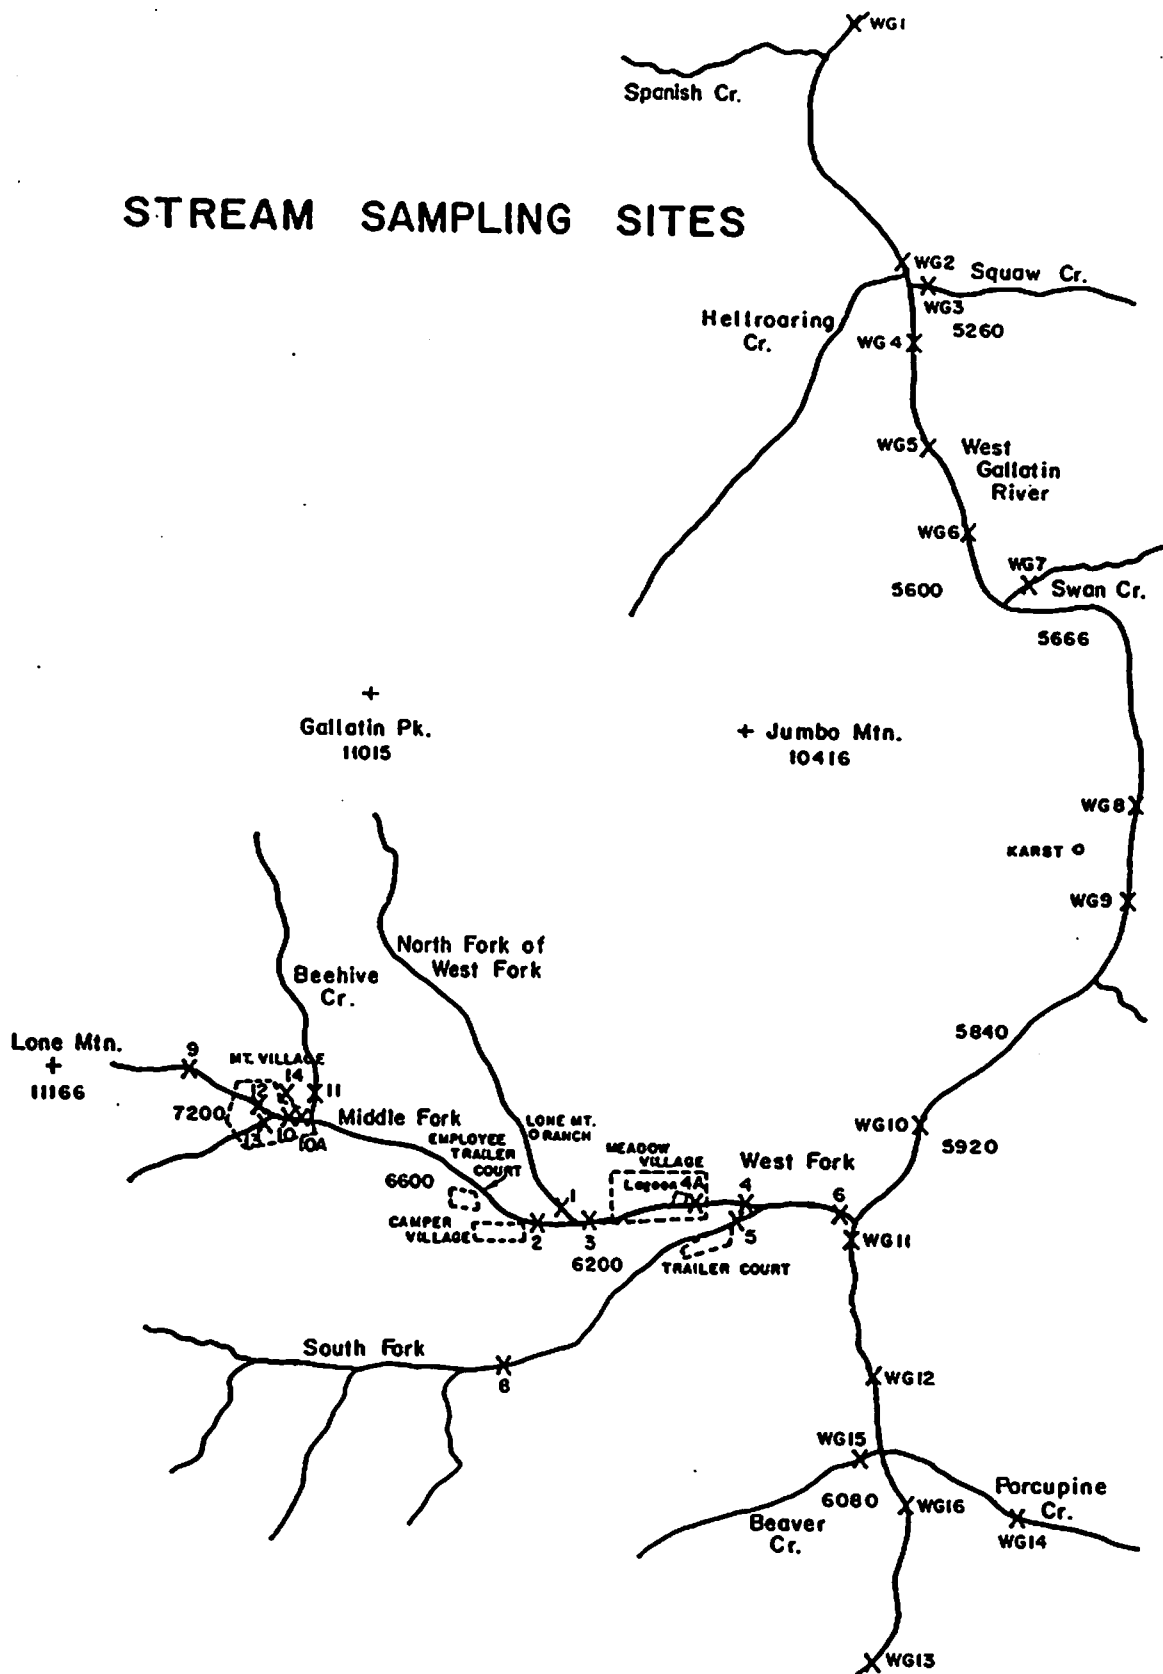 WG1
Spanish Cr.
STREAM SAMPLING SITES
WG2
Squaw Cr.
WG3
5260
Hellroaring
Cr.
WG4
WG5
West
Gallatin
River
WG6
WG7
5600
Swan Cr.
5666
Gallatin Pk.
11015
Jumbo Mtn.
10416
WG8
KARST
WG9
North Fork of
West Fork
Beehive
Cr.
5840
Lone Mtn.
11166
9
MT. VILLAGE
14
12
11
7200
13
10
10A
Middle Fork
LONE MT.
RANCH
WG10
5920
EMPLOYEE
TRAILER
COURT
MEADOW
VILLAGE
West Fork
6600
Lagoon
4A
4
1
6
CAMPER
VILLAGE
2
3
5
WG11
6200
TRAILER COURT
South Fork
8
WG12
WG15
6080
WG16
Porcupine
Cr.
Beaver
Cr.
WG14
WG13